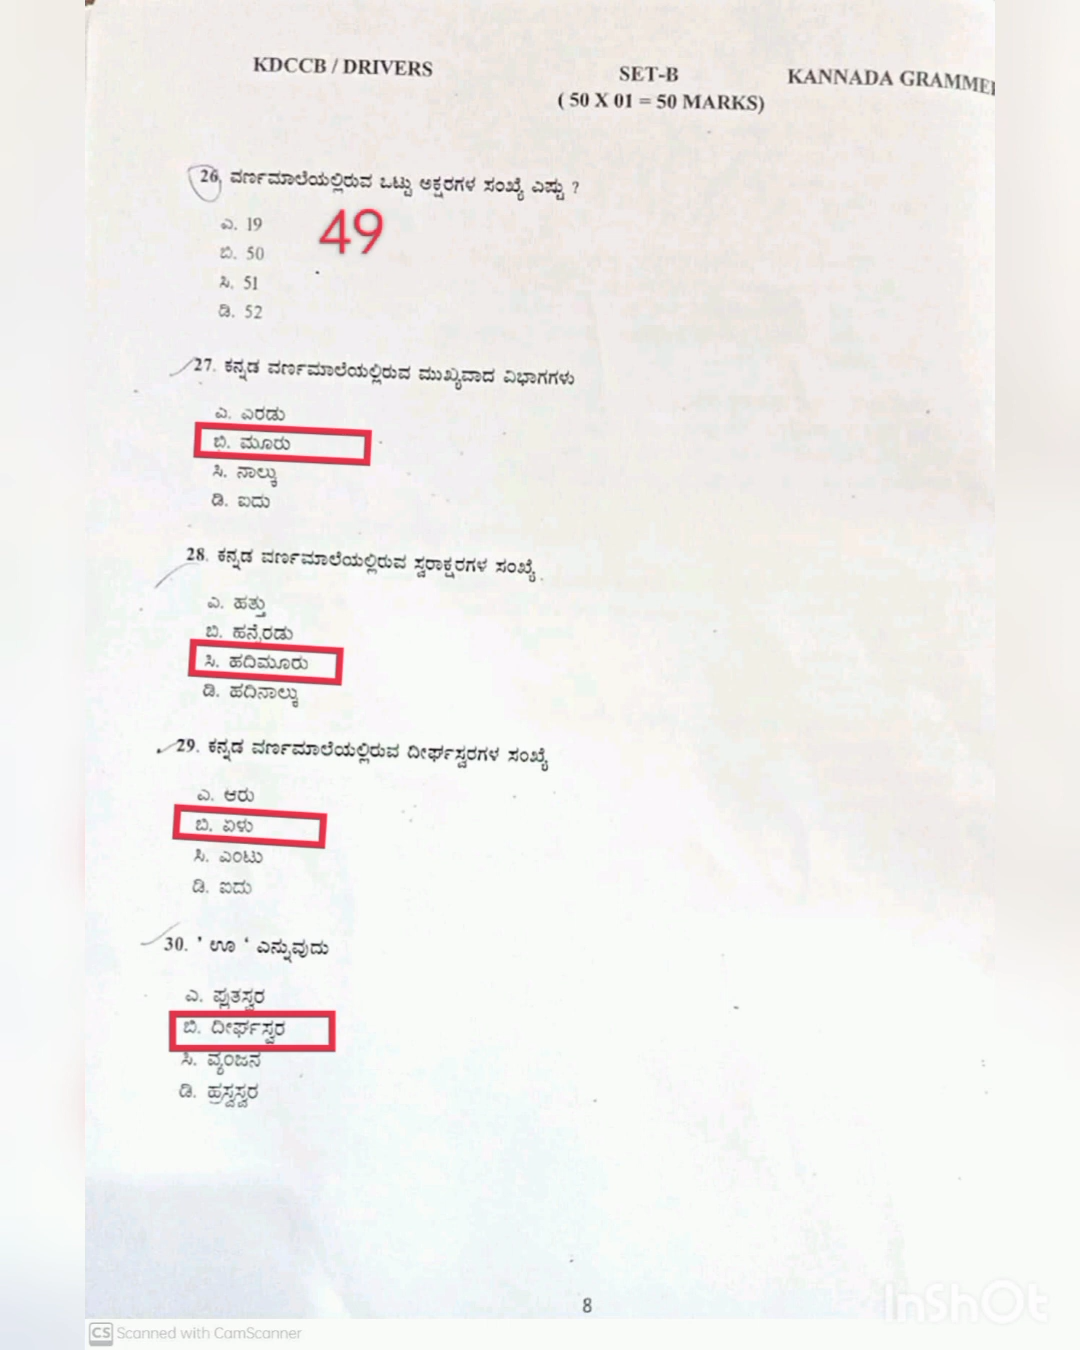 KDCCB / DRIVERS
SET-B
KANNADA GRAMMER
( 50 X 01 = 50 MARKS)
26. ವರ್ಣಮಾಲೆಯಲ್ಲಿರುವ ಒಟ್ಟು ಅಕ್ಷರಗಳ ಸಂಖ್ಯೆ ಎಷ್ಟು ?
ಎ. 19
49
ಬಿ. 50
ಸಿ. 51
ಡಿ. 52
27. ಕನ್ನಡ ವರ್ಣಮಾಲೆಯಲ್ಲಿರುವ ಮುಖ್ಯವಾದ ವಿಭಾಗಗಳು
ಎ. ಎರಡು
ಬಿ. ಮೂರು
ಸಿ. ನಾಲ್ಕು
ಡಿ. ಐದು
28. ಕನ್ನಡ ವರ್ಣಮಾಲೆಯಲ್ಲಿರುವ ಸ್ವರಾಕ್ಷರಗಳ ಸಂಖ್ಯೆ .
ಎ. ಹತ್ತು
ಬಿ. ಹನ್ನೆರಡು
ಸಿ. ಹದಿಮೂರು
ಡಿ. ಹದಿನಾಲ್ಕು
29. ಕನ್ನಡ ವರ್ಣಮಾಲೆಯಲ್ಲಿರುವ ದೀರ್ಘಸ್ವರಗಳ ಸಂಖ್ಯೆ
ಎ. ಆರು
ಬಿ. ಏಳು
ಸಿ. ಎಂಟು
ಡಿ. ಐದು
30. ' ಊ ' ಎನ್ನುವುದು
ಎ. ಪ್ಲುತಸ್ವರ
ಬಿ. ದೀರ್ಘಸ್ವರ
ಸಿ. ವ್ಯಂಜನ
ಡಿ. ಹ್ರಸ್ವಸ್ವರ
8
InShOt
CS Scanned with CamScanner